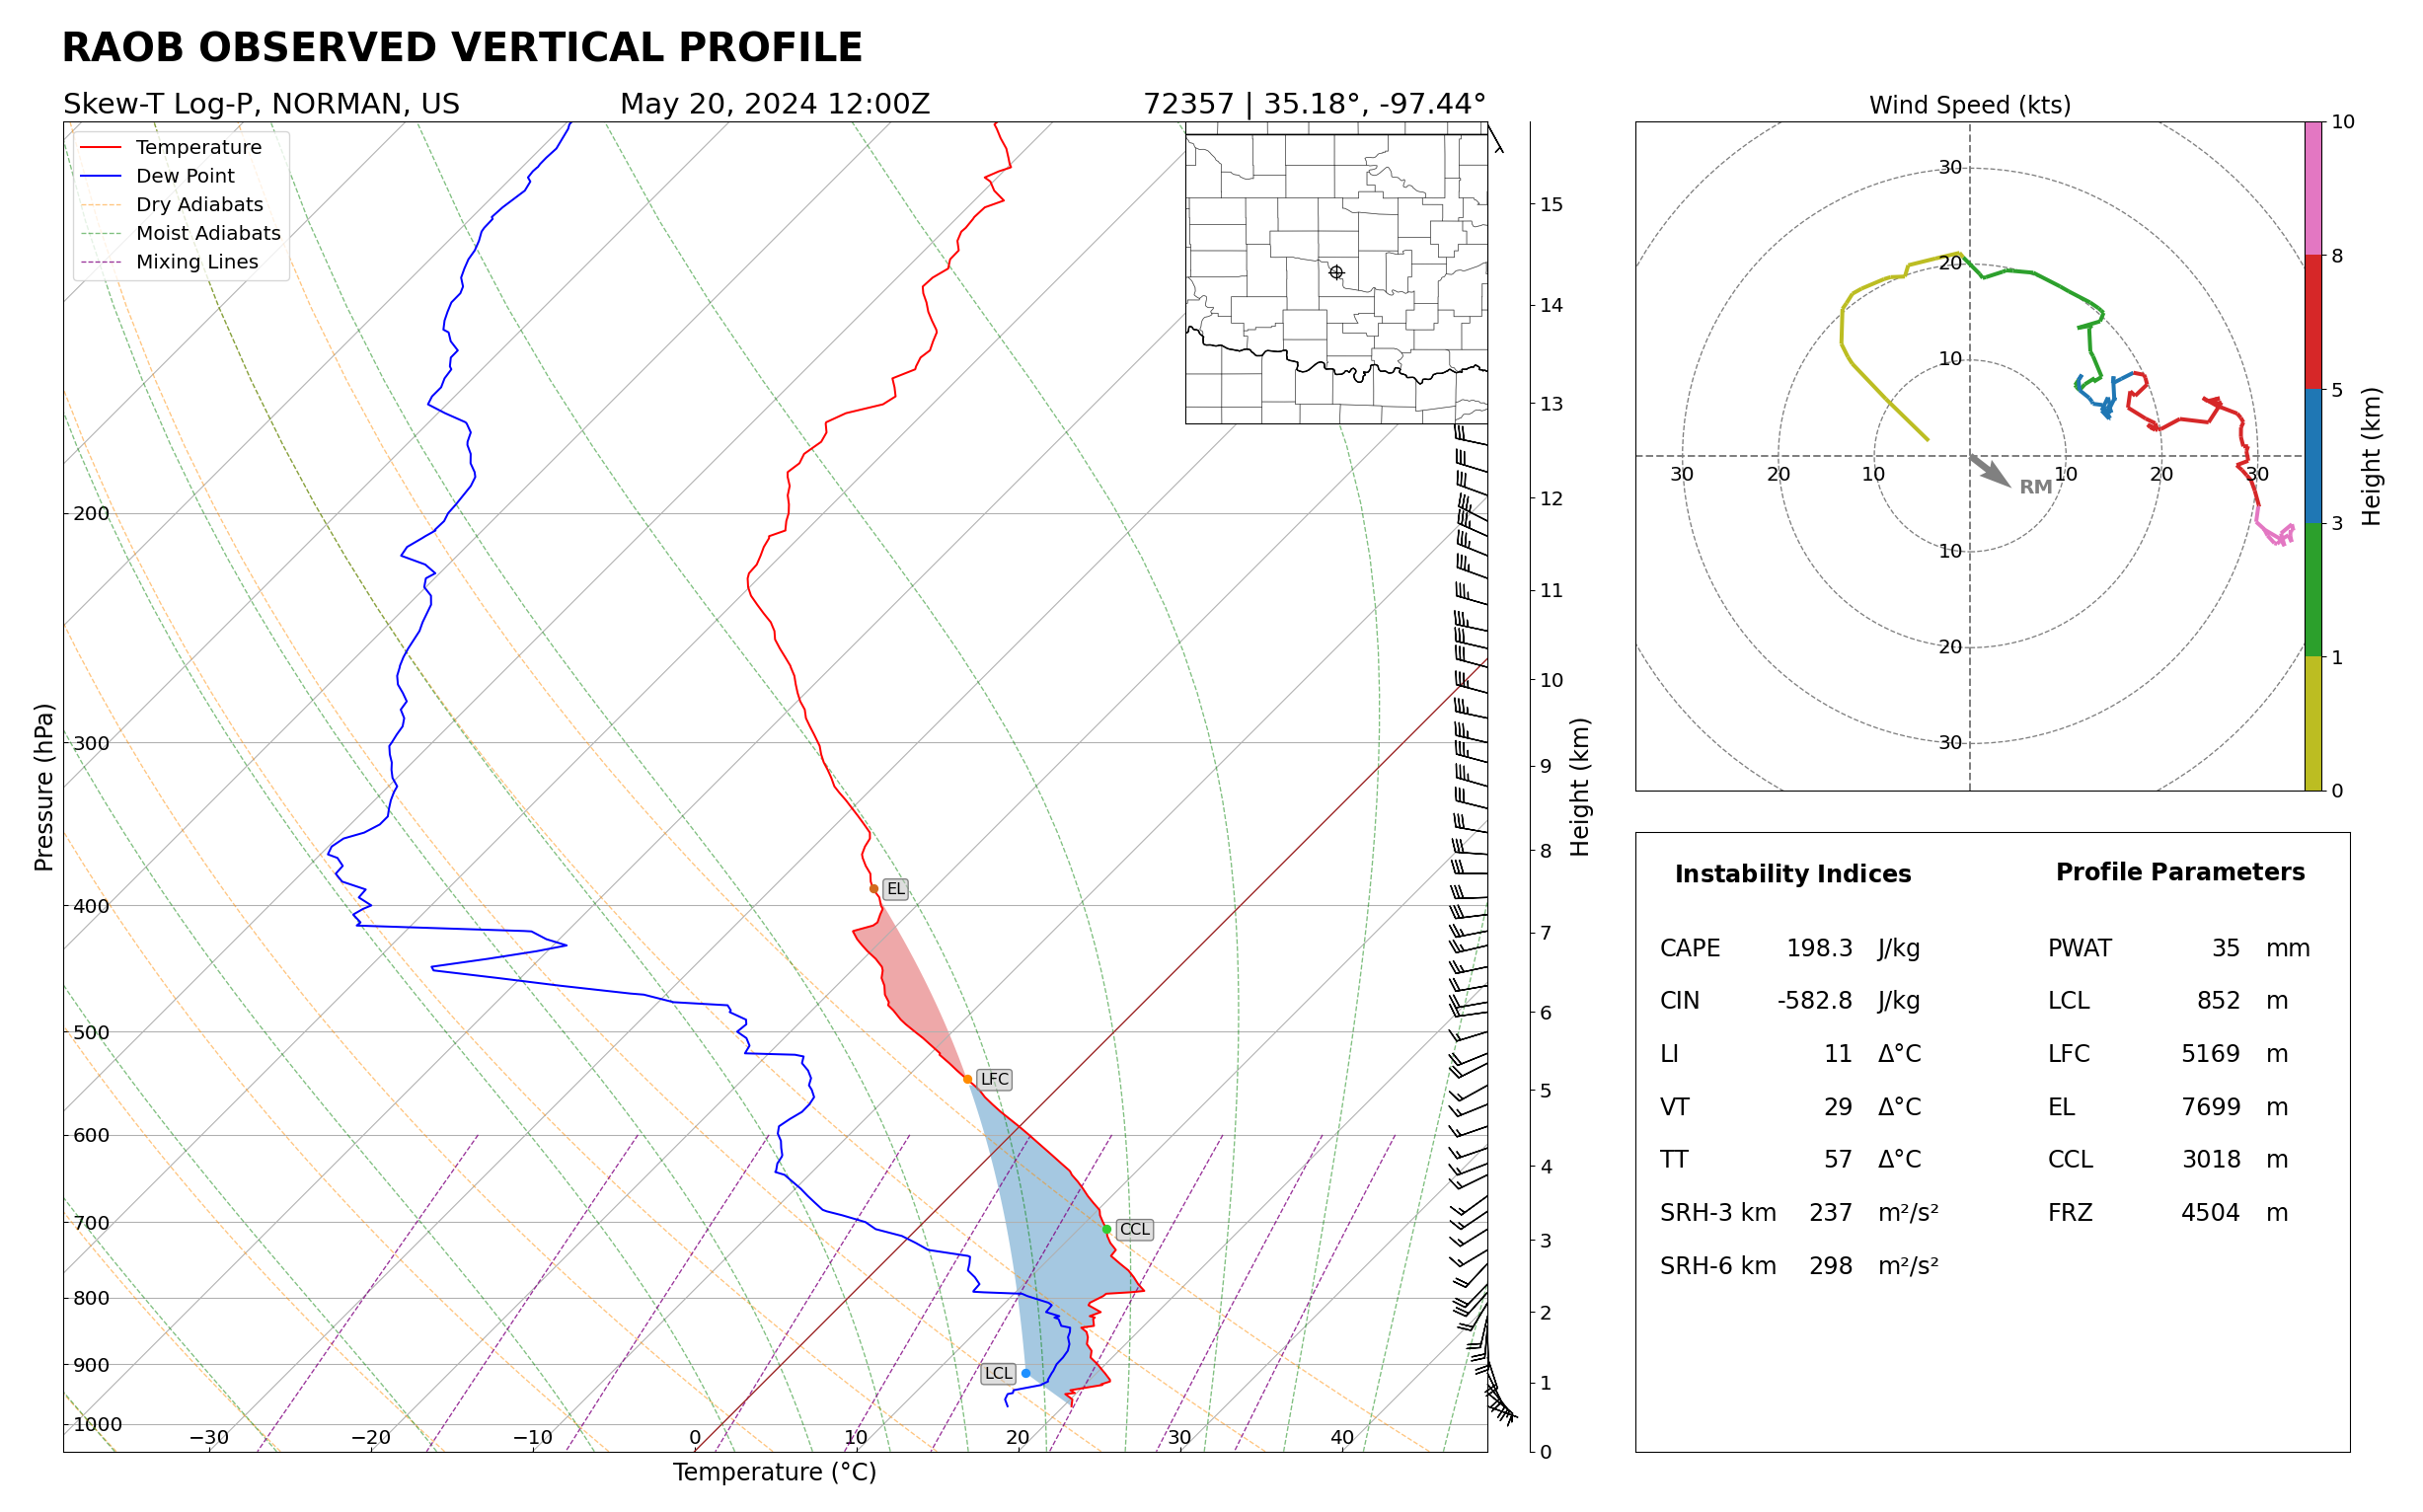 RAOB OBSERVED VERTICAL PROFILE
Skew-T Log-P, NORMAN, US
May 20, 2024 12:00Z
72357 | 35.18°, -97.44°
Temperature
Dew Point
Dry Adiabats
Moist Adiabats
Mixing Lines
Pressure (hPa)
200
300
400
500
600
700
800
900
1000
−30
−20
−10
0
10
20
30
40
Temperature (°C)
EL
LFC
CCL
LCL
15
14
13
12
11
10
9
8
7
6
5
4
3
2
1
0
Height (km)
Wind Speed (kts)
30
20
10
30
20
10
10
20
30
RM
10
20
30
10
8
5
3
1
0
Height (km)
Instability Indices
Profile Parameters
CAPE 198.3 J/kg
PWAT 35 mm
CIN -582.8 J/kg
LCL 852 m
LI 11 Δ°C
LFC 5169 m
VT 29 Δ°C
EL 7699 m
TT 57 Δ°C
CCL 3018 m
SRH-3 km 237 m²/s²
FRZ 4504 m
SRH-6 km 298 m²/s²